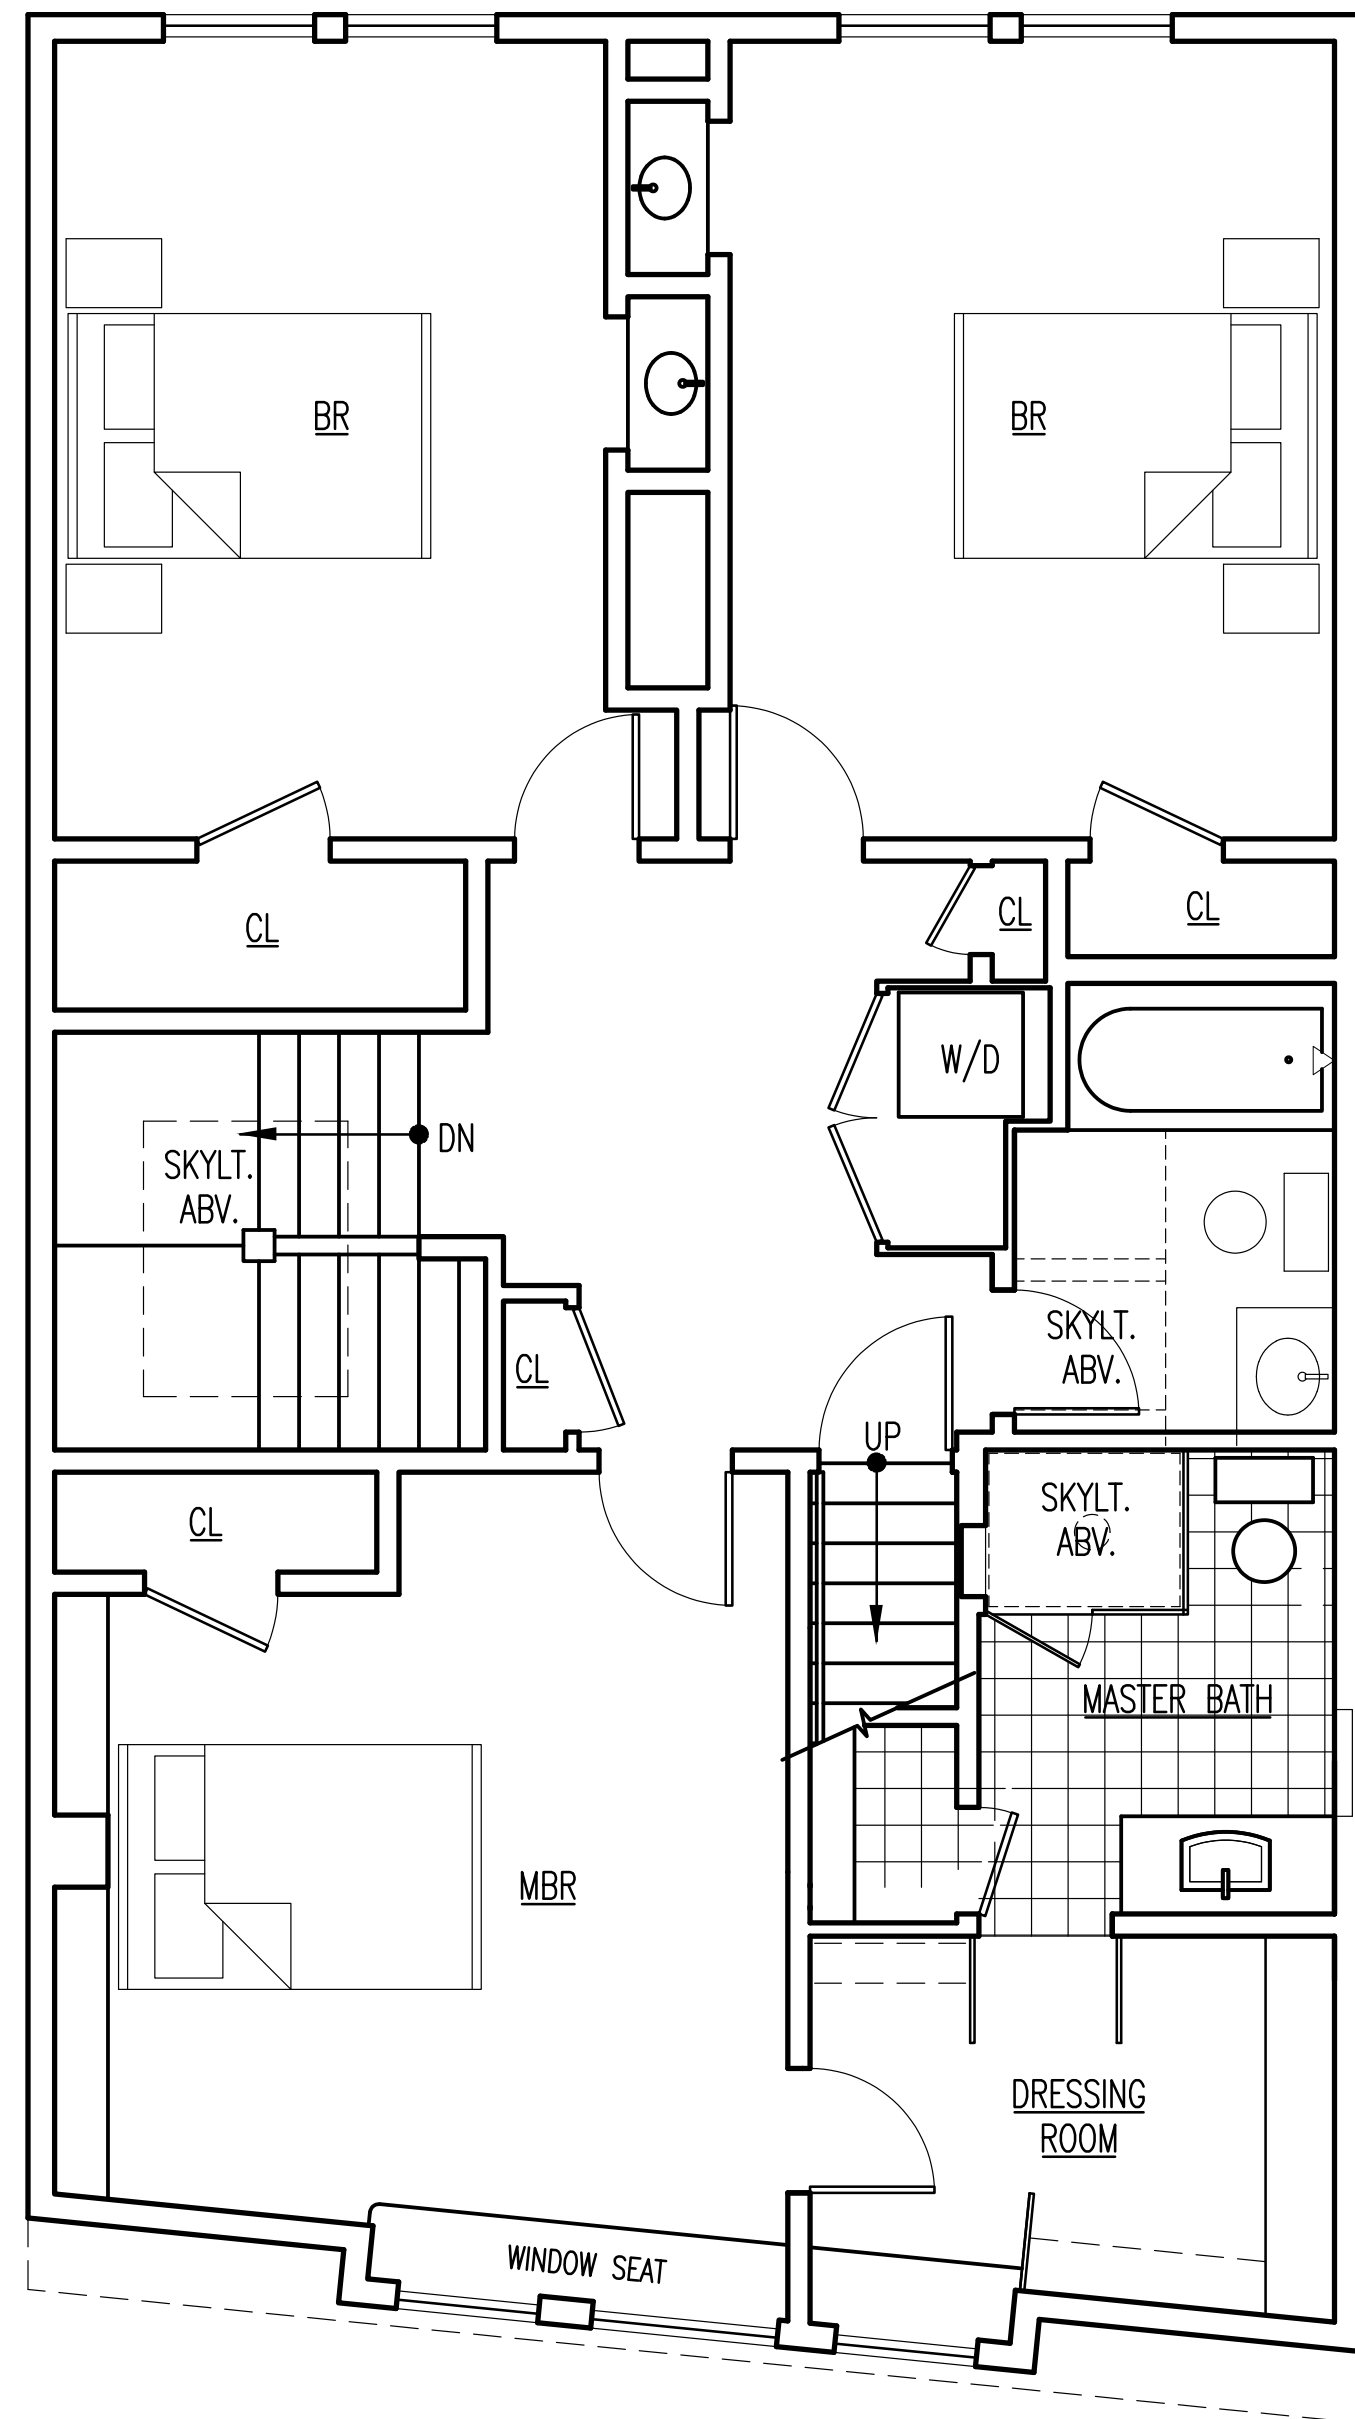 BR
BR
CL
CL
CL
W/D
DN
SKYLT.
ABV.
SKYLT.
ABV.
CL
UP
CL
SKYLT.
ABV.
MASTER BATH
MBR
DRESSING
ROOM
WINDOW SEAT